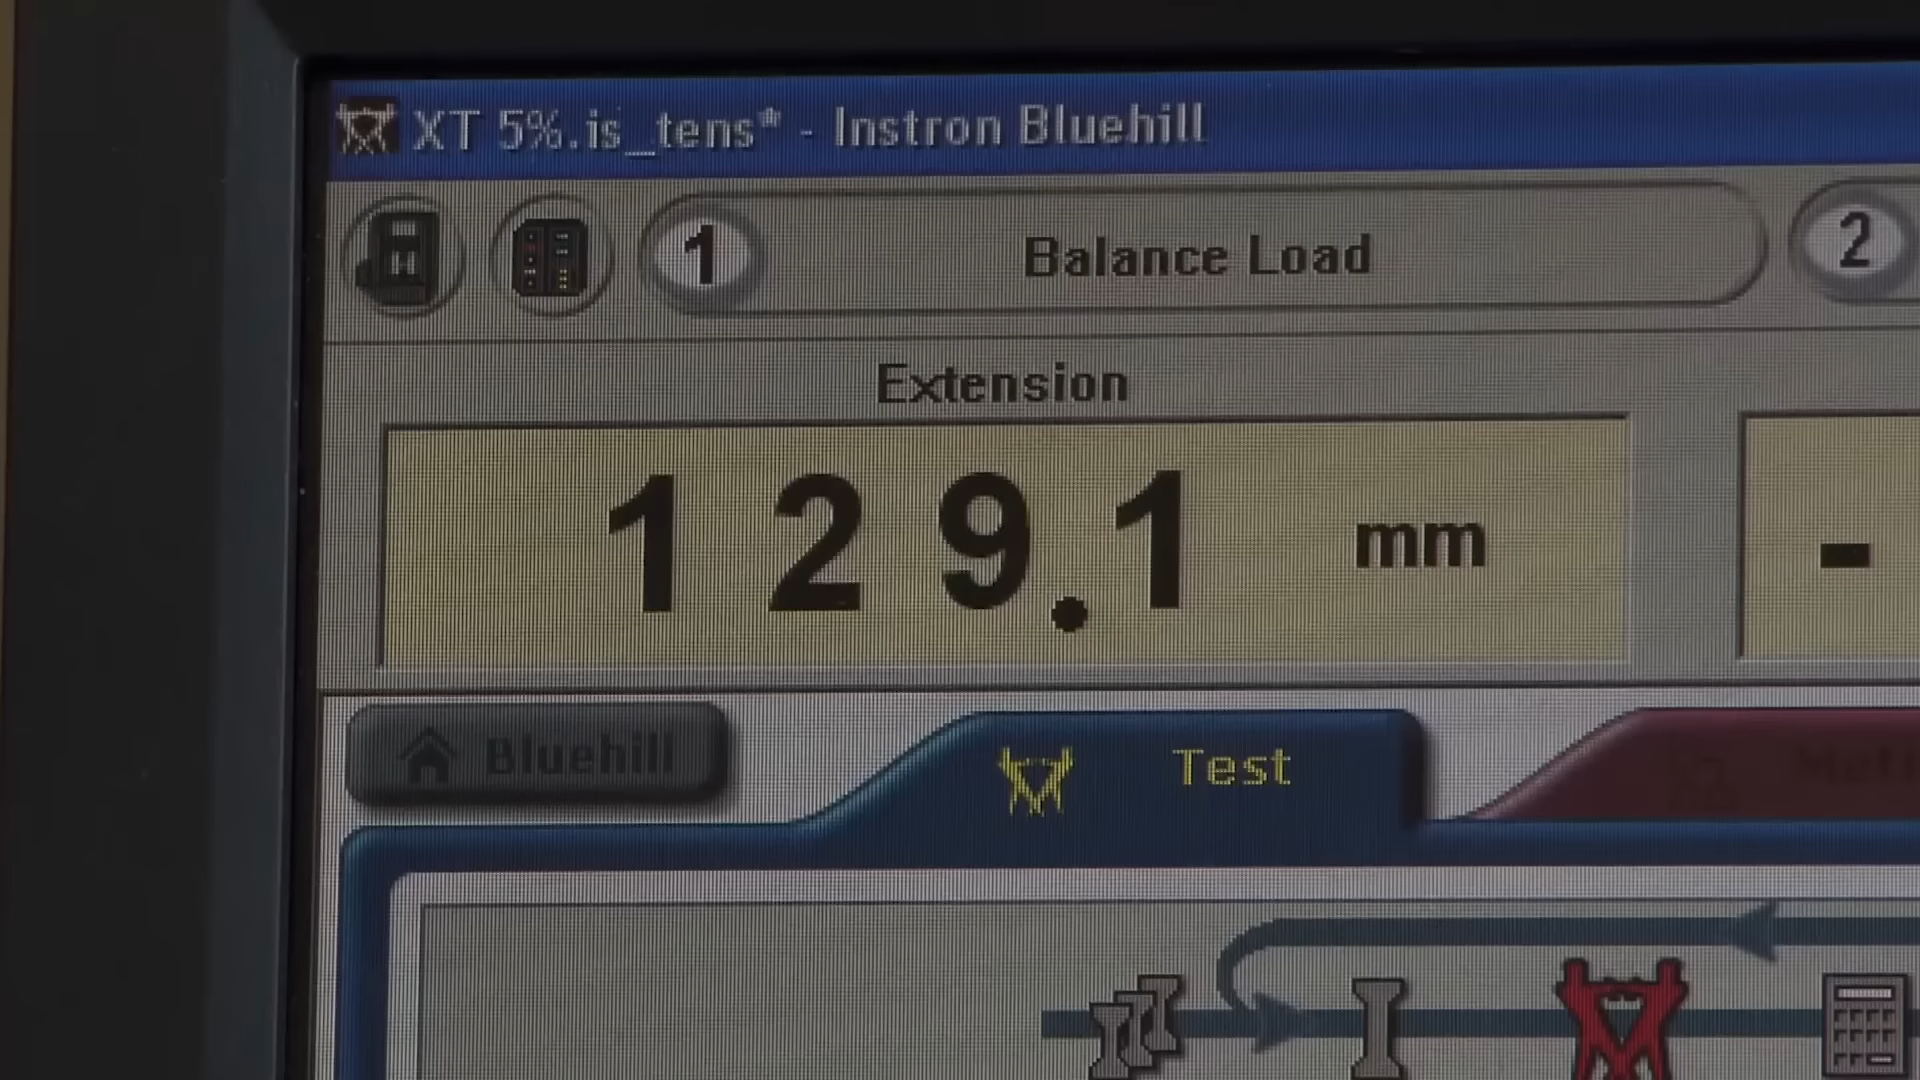 XT 5%.is_tens* - Instron Bluehill
1 Balance Load 2
Extension
129.1 mm -
Bluehill Test